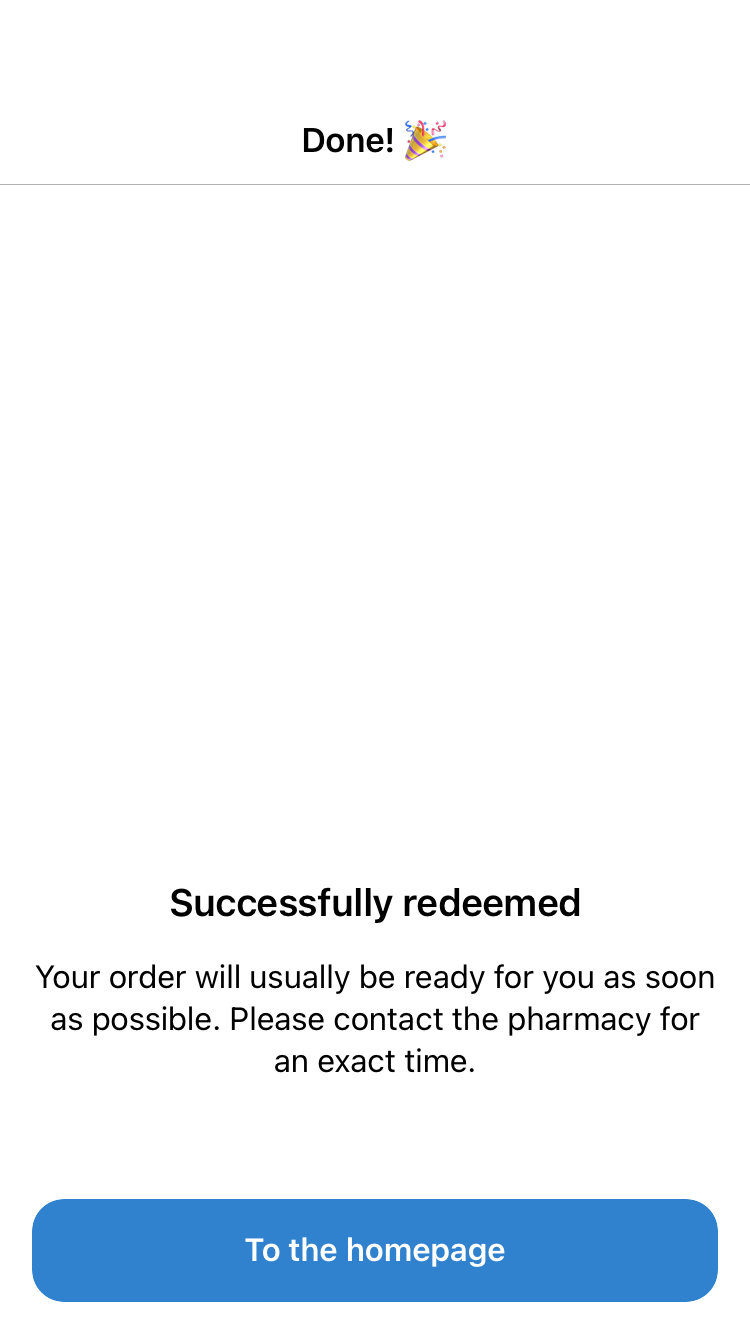 Done! 🎉
Successfully redeemed
Your order will usually be ready for you as soon
as possible. Please contact the pharmacy for
an exact time.
To the homepage